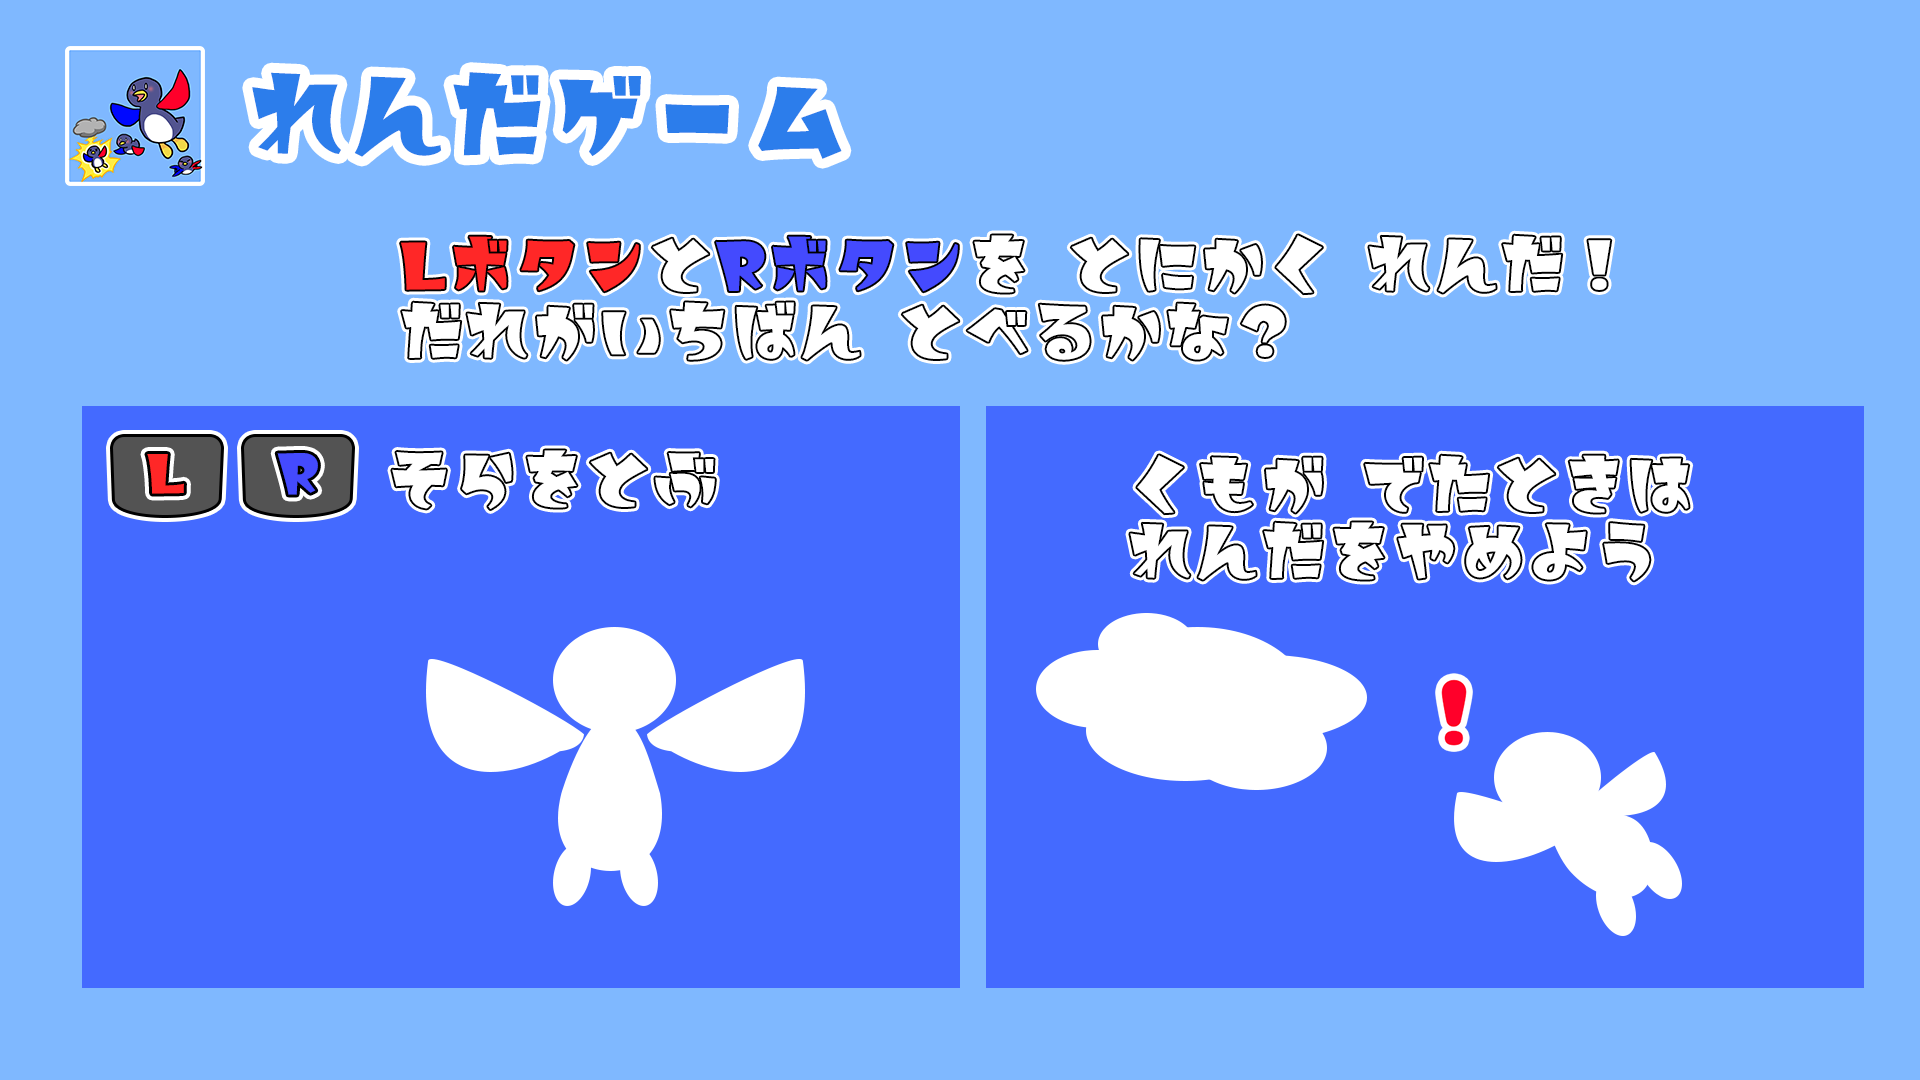 れんだゲーム
LボタンとRボタンを とにかく れんだ！
だれがいちばん とべるかな？
L R そらをとぶ
くもが でたときは
れんだをやめよう
！